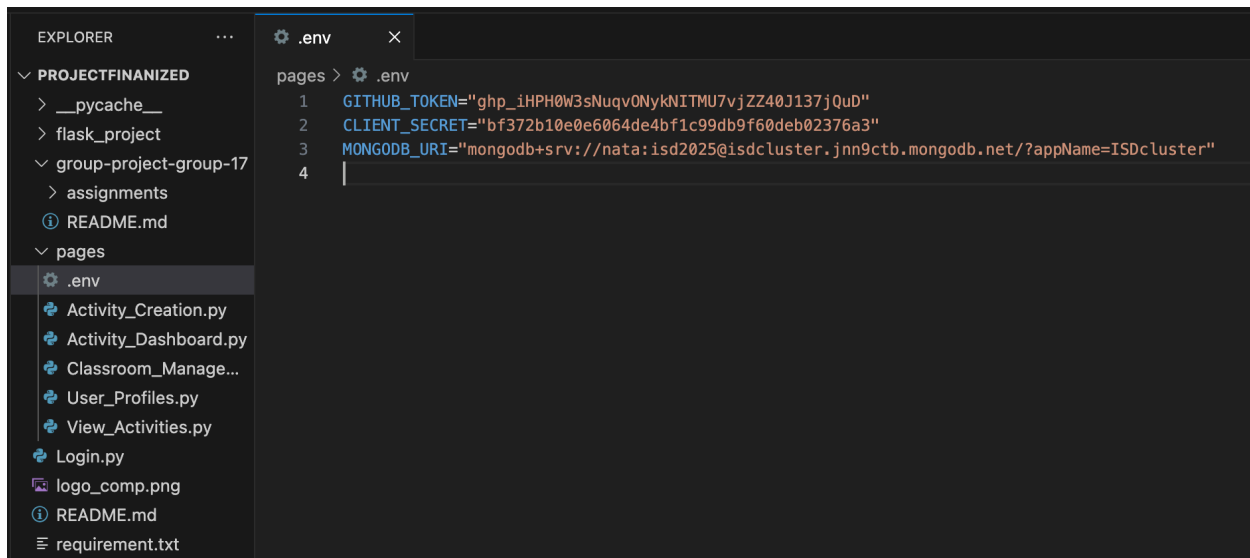 EXPLORER
...
PROJECTFINANIZED
__pycache__
flask_project
group-project-group-17
assignments
README.md
pages
.env
Activity_Creation.py
Activity_Dashboard.py
Classroom_Manage...
User_Profiles.py
View_Activities.py
Login.py
logo_comp.png
README.md
requirement.txt
.env
pages > .env
1 GITHUB_TOKEN="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"
2 CLIENT_SECRET="bf372b10e0e6064de4bf1c99db9f60deb02376a3"
3 MONGODB_URI="mongodb+srv://nata:isd2025@isdcluster.jnn9ctb.mongodb.net/?appName=ISDcluster"
4